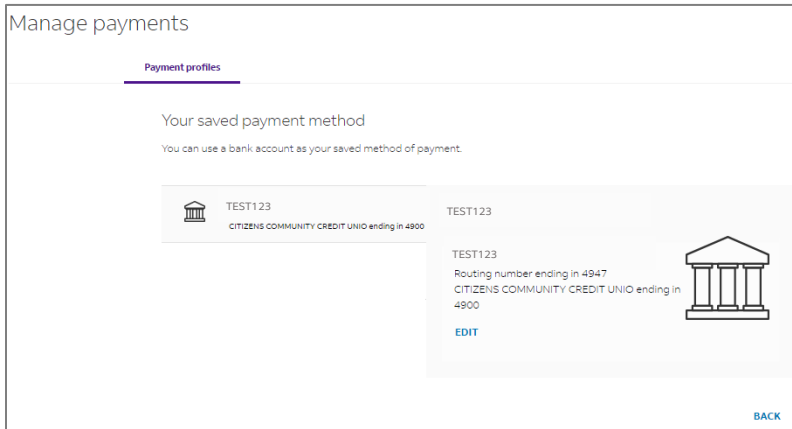 Manage payments
Payment profiles
Your saved payment method
You can use a bank account as your saved method of payment.
TEST123
CITIZENS COMMUNITY CREDIT UNIO ending in 4900
TEST123
TEST123
Routing number ending in 4947
CITIZENS COMMUNITY CREDIT UNIO ending in
4900
EDIT
BACK